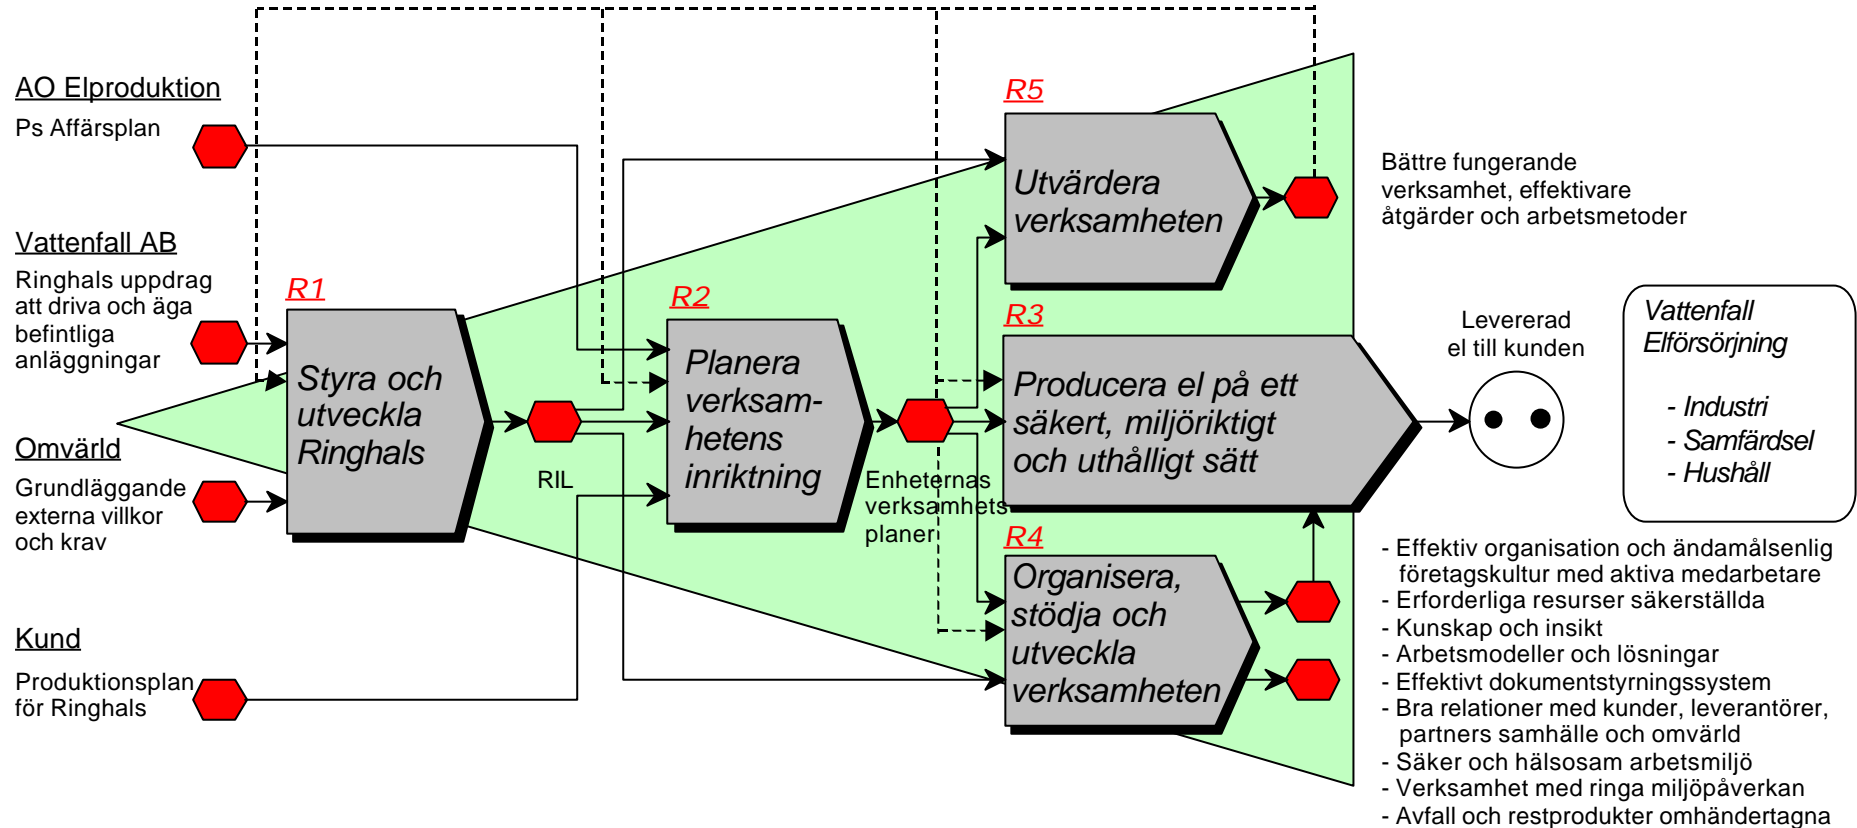 AO Elproduktion
Ps Affärsplan
Vattenfall AB
Ringhals uppdrag
att driva och äga
befintliga
anläggningar
Omvärld
Grundläggande
externa villkor
och krav
Kund
Produktionsplan
för Ringhals
R1
Styra och
utveckla
Ringhals
RIL
R2
Planera
verksam-
hetens
inriktning
Enheternas
verksamhets
planer
R5
Utvärdera
verksamheten
R3
Producera el på ett
säkert, miljöriktigt
och uthålligt sätt
R4
Organisera,
stödja och
utveckla
verksamheten
Bättre fungerande
verksamhet, effektivare
åtgärder och arbetsmetoder
Levererad
el till kunden
Vattenfall
Elförsörjning
- Industri
- Samfärdsel
- Hushåll
- Effektiv organisation och ändamålsenlig
företagskultur med aktiva medarbetare
- Erforderliga resurser säkerställda
- Kunskap och insikt
- Arbetsmodeller och lösningar
- Effektivt dokumentstyrningssystem
- Bra relationer med kunder, leverantörer,
partners samhälle och omvärld
- Säker och hälsosam arbetsmiljö
- Verksamhet med ringa miljöpåverkan
- Avfall och restprodukter omhändertagna